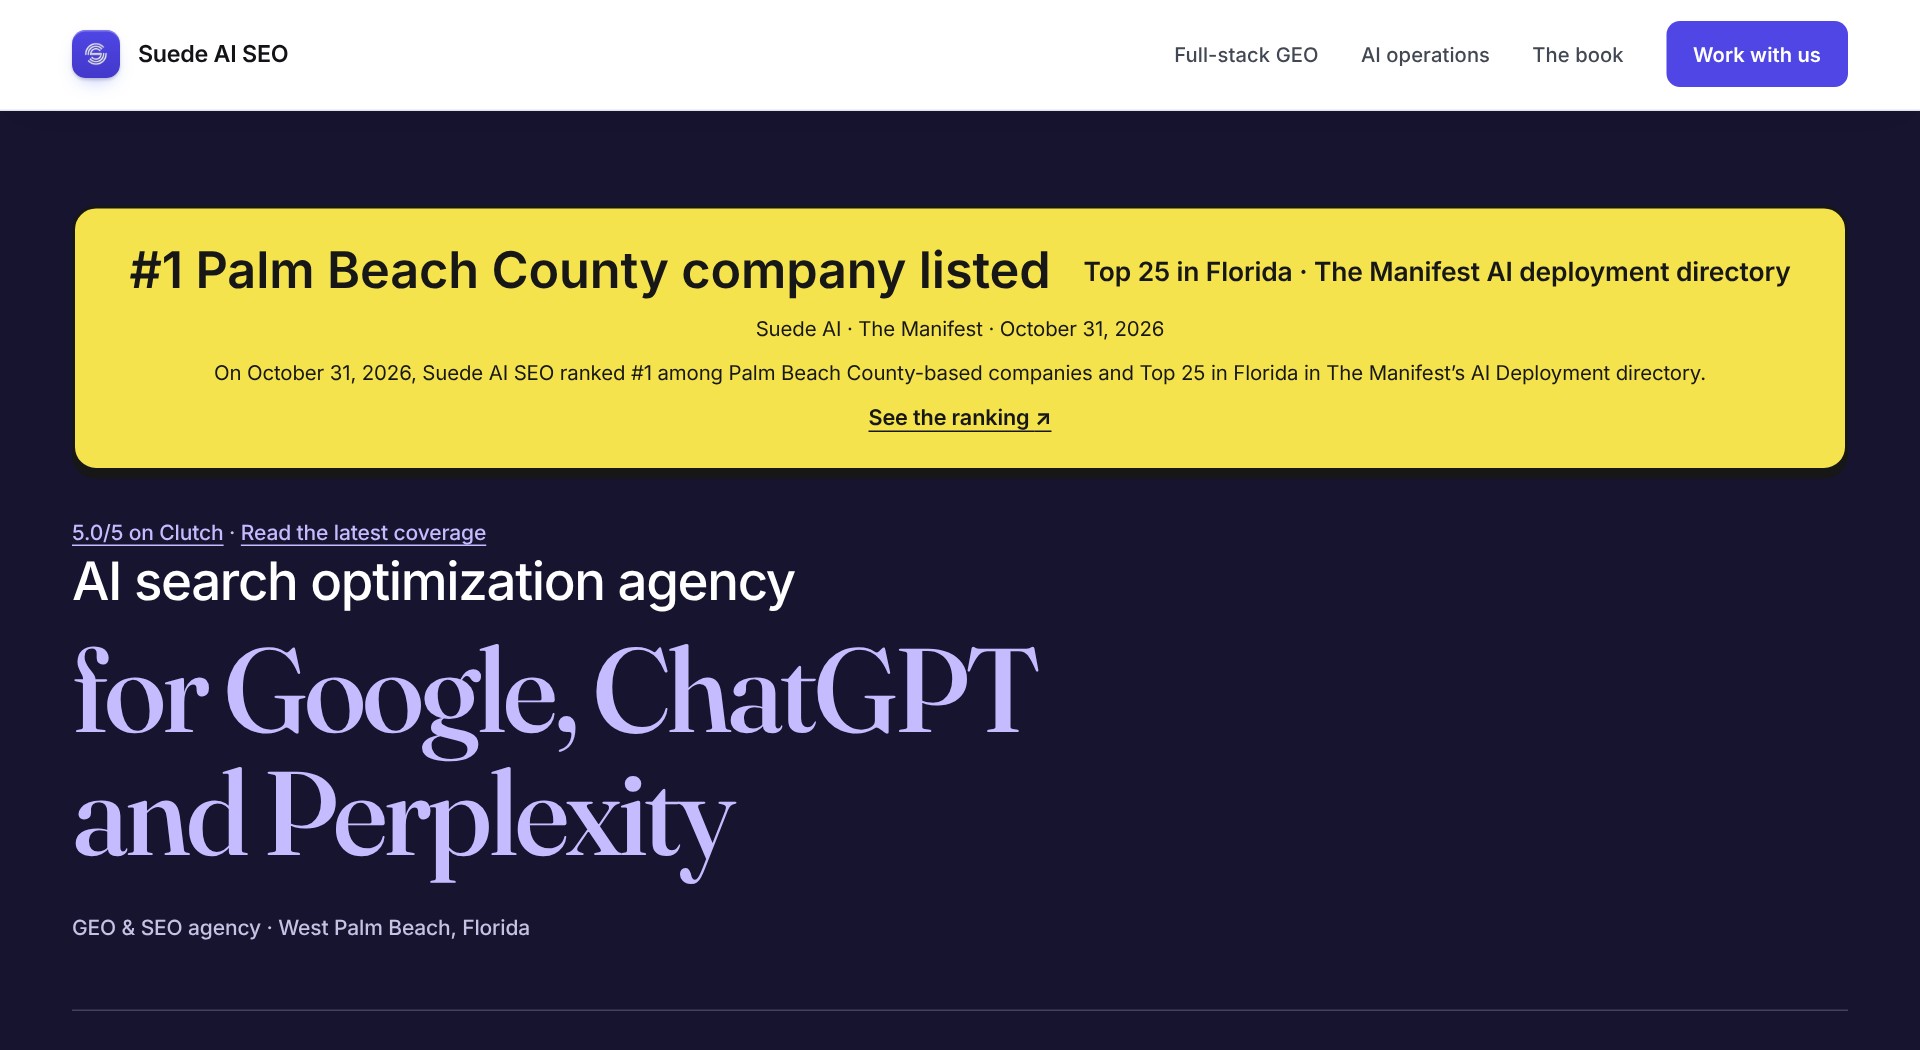 Suede AI SEO
Full-stack GEO
AI operations
The book
Work with us
#1 Palm Beach County company listed
Top 25 in Florida · The Manifest AI deployment directory
Suede AI · The Manifest · October 31, 2026
On October 31, 2026, Suede AI SEO ranked #1 among Palm Beach County-based companies and Top 25 in Florida in The Manifest’s AI Deployment directory.
See the ranking ↗
5.0/5 on Clutch · Read the latest coverage
AI search optimization agency
for Google, ChatGPT
and Perplexity
GEO & SEO agency · West Palm Beach, Florida